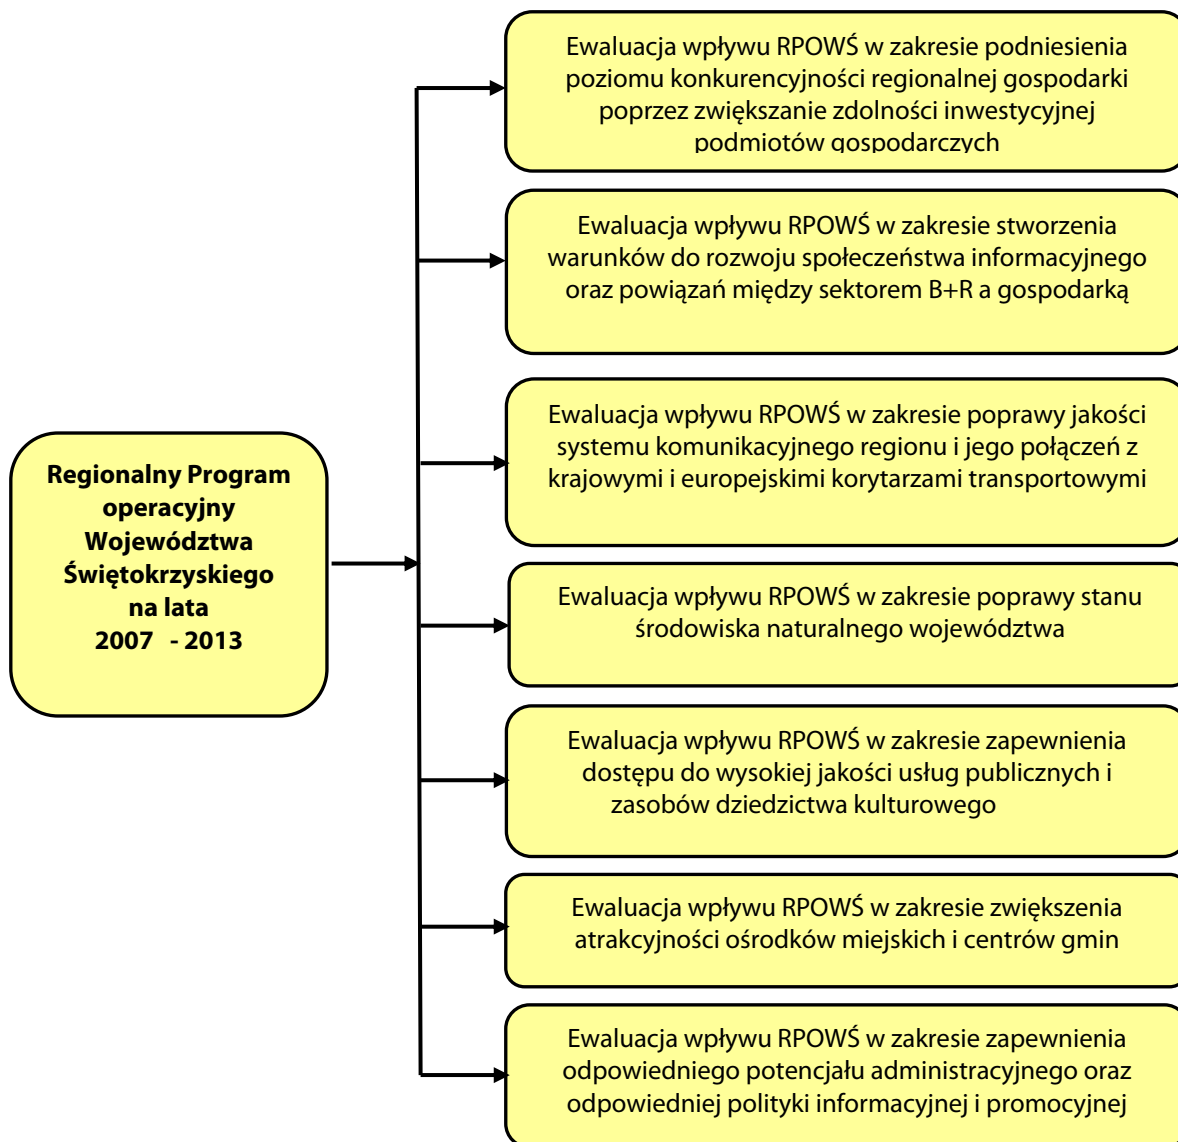 Regionalny Program
operacyjny
Województwa
Świętokrzyskiego
na lata
2007 - 2013
Ewaluacja wpływu RPOWŚ w zakresie podniesienia
poziomu konkurencyjności regionalnej gospodarki
poprzez zwiększanie zdolności inwestycyjnej
podmiotów gospodarczych
Ewaluacja wpływu RPOWŚ w zakresie stworzenia
warunków do rozwoju społeczeństwa informacyjnego
oraz powiązań między sektorem B+R a gospodarką
Ewaluacja wpływu RPOWŚ w zakresie poprawy jakości
systemu komunikacyjnego regionu i jego połączeń z
krajowymi i europejskimi korytarzami transportowymi
Ewaluacja wpływu RPOWŚ w zakresie poprawy stanu
środowiska naturalnego województwa
Ewaluacja wpływu RPOWŚ w zakresie zapewnienia
dostępu do wysokiej jakości usług publicznych i
zasobów dziedzictwa kulturowego
Ewaluacja wpływu RPOWŚ w zakresie zwiększenia
atrakcyjności ośrodków miejskich i centrów gmin
Ewaluacja wpływu RPOWŚ w zakresie zapewnienia
odpowiedniego potencjału administracyjnego oraz
odpowiedniej polityki informacyjnej i promocyjnej